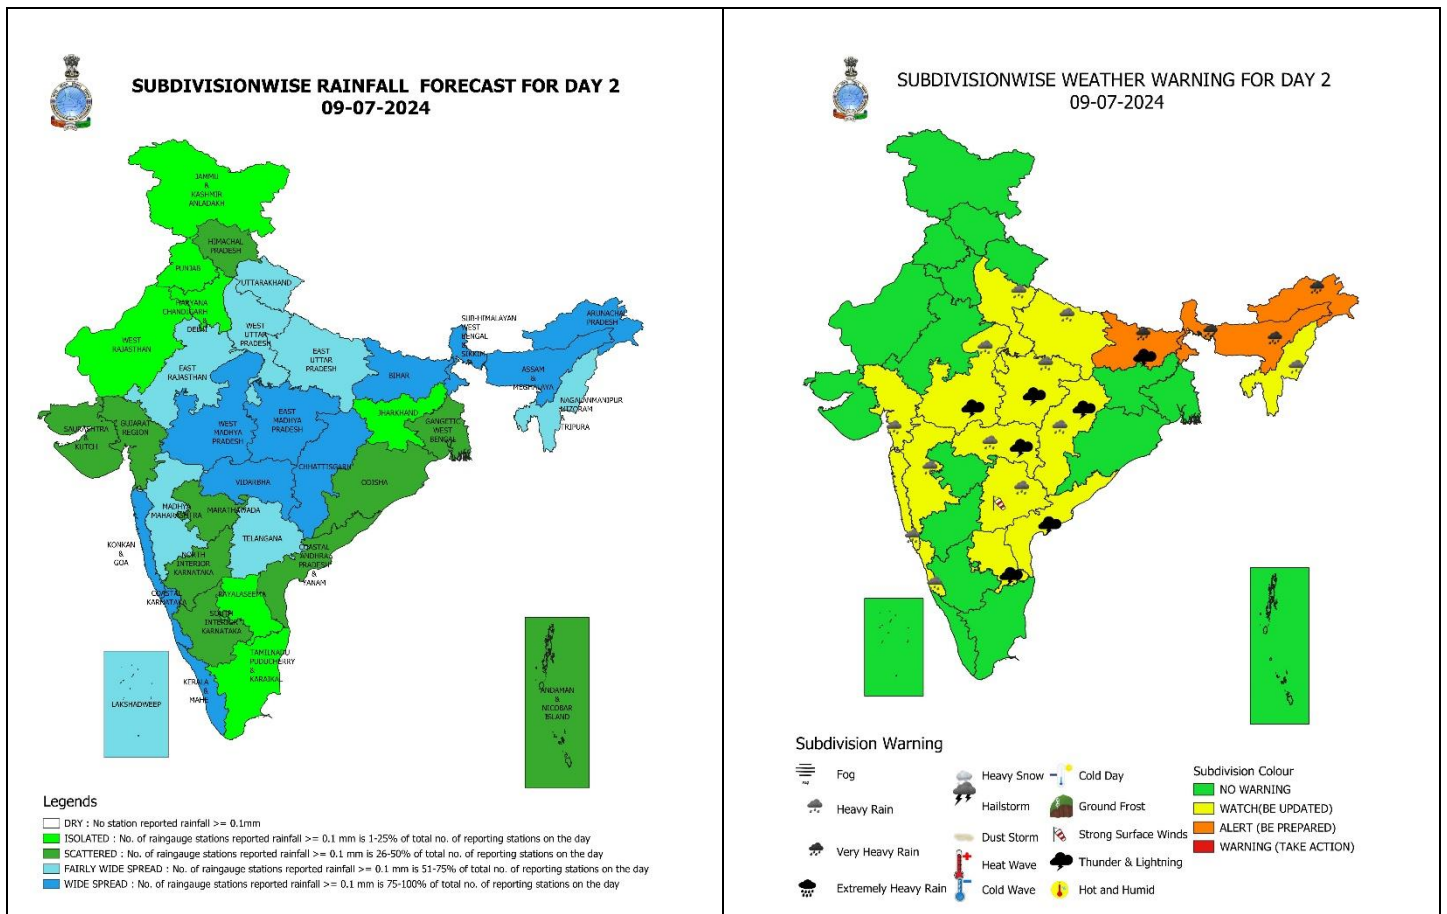 SUBDIVISIONWISE RAINFALL FORECAST FOR DAY 2
09-07-2024
JAMMU
&
KASHMIR
ANLADAKH
HIMACHAL
PRADESH
PUNJAB
UTTARAKHAND
HARYANA
CHANDIGARH
&
DELHI
WEST
RAJASTHAN
WEST
UTTAR
PRADESH
EAST
UTTAR
PRADESH
EAST
RAJASTHAN
BIHAR
SUB-HIMALAYAN
WEST
BENGAL
&
SIKKIM
ARUNACHAL
PRADESH
ASSAM
&
MEGHALAYA
NAGALANMANIPUR
MIZORAM
&
TRIPURA
JHARKHAND
GANGETIC
WEST
BENGAL
SAURASHTRA
&
KUTCH
GUJARAT
REGION
WEST
MADHYA
PRADESH
EAST
MADHYA
PRADESH
CHHATTISGARH
VIDARBHA
ODISHA
MADHYA
MAHARASHTRA
MARATHAWADA
TELANGANA
KONKAN
&
GOA
NORTH
INTERIOR
KARNATAKA
COASTAL
ANDHRA
PRADESH
&
YANAM
COASTAL
KARNATAKA
RAYALASEEMA
SOUTH
INTERIOR
KARNATAKA
TAMILNADU
PUDUCHERRY
&
KARAIKAL
KERALA
&
MAHE
LAKSHADWEEP
ANDAMAN
&
NICOBAR
ISLAND
Legends
DRY : No station reported rainfall >= 0.1mm
ISOLATED : No. of raingauge stations reported rainfall >= 0.1 mm is 1-25% of total no. of reporting stations on the day
SCATTERED : No. of raingauge stations reported rainfall >= 0.1 mm is 26-50% of total no. of reporting stations on the day
FAIRLY WIDE SPREAD : No. of raingauge stations reported rainfall >= 0.1 mm is 51-75% of total no. of reporting stations on the day
WIDE SPREAD : No. of raingauge stations reported rainfall >= 0.1 mm is 75-100% of total no. of reporting stations on the day
SUBDIVISIONWISE WEATHER WARNING FOR DAY 2
09-07-2024
Subdivision Warning
Fog
Heavy Rain
Very Heavy Rain
Extremely Heavy Rain
Heavy Snow
Hailstorm
Dust Storm
Heat Wave
Cold Wave
Cold Day
Ground Frost
Strong Surface Winds
Thunder & Lightning
Hot and Humid
Subdivision Colour
NO WARNING
WATCH(BE UPDATED)
ALERT (BE PREPARED)
WARNING (TAKE ACTION)